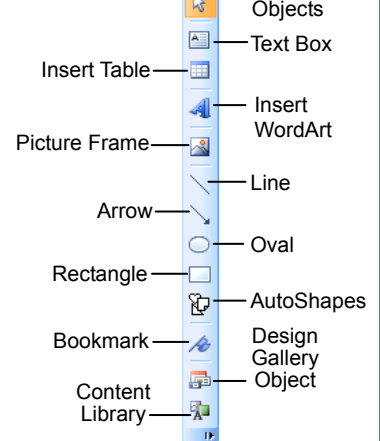 Objects
Text Box
Insert Table
Insert
WordArt
Picture Frame
Line
Arrow
Oval
Rectangle
AutoShapes
Bookmark
Design
Gallery
Object
Content
Library